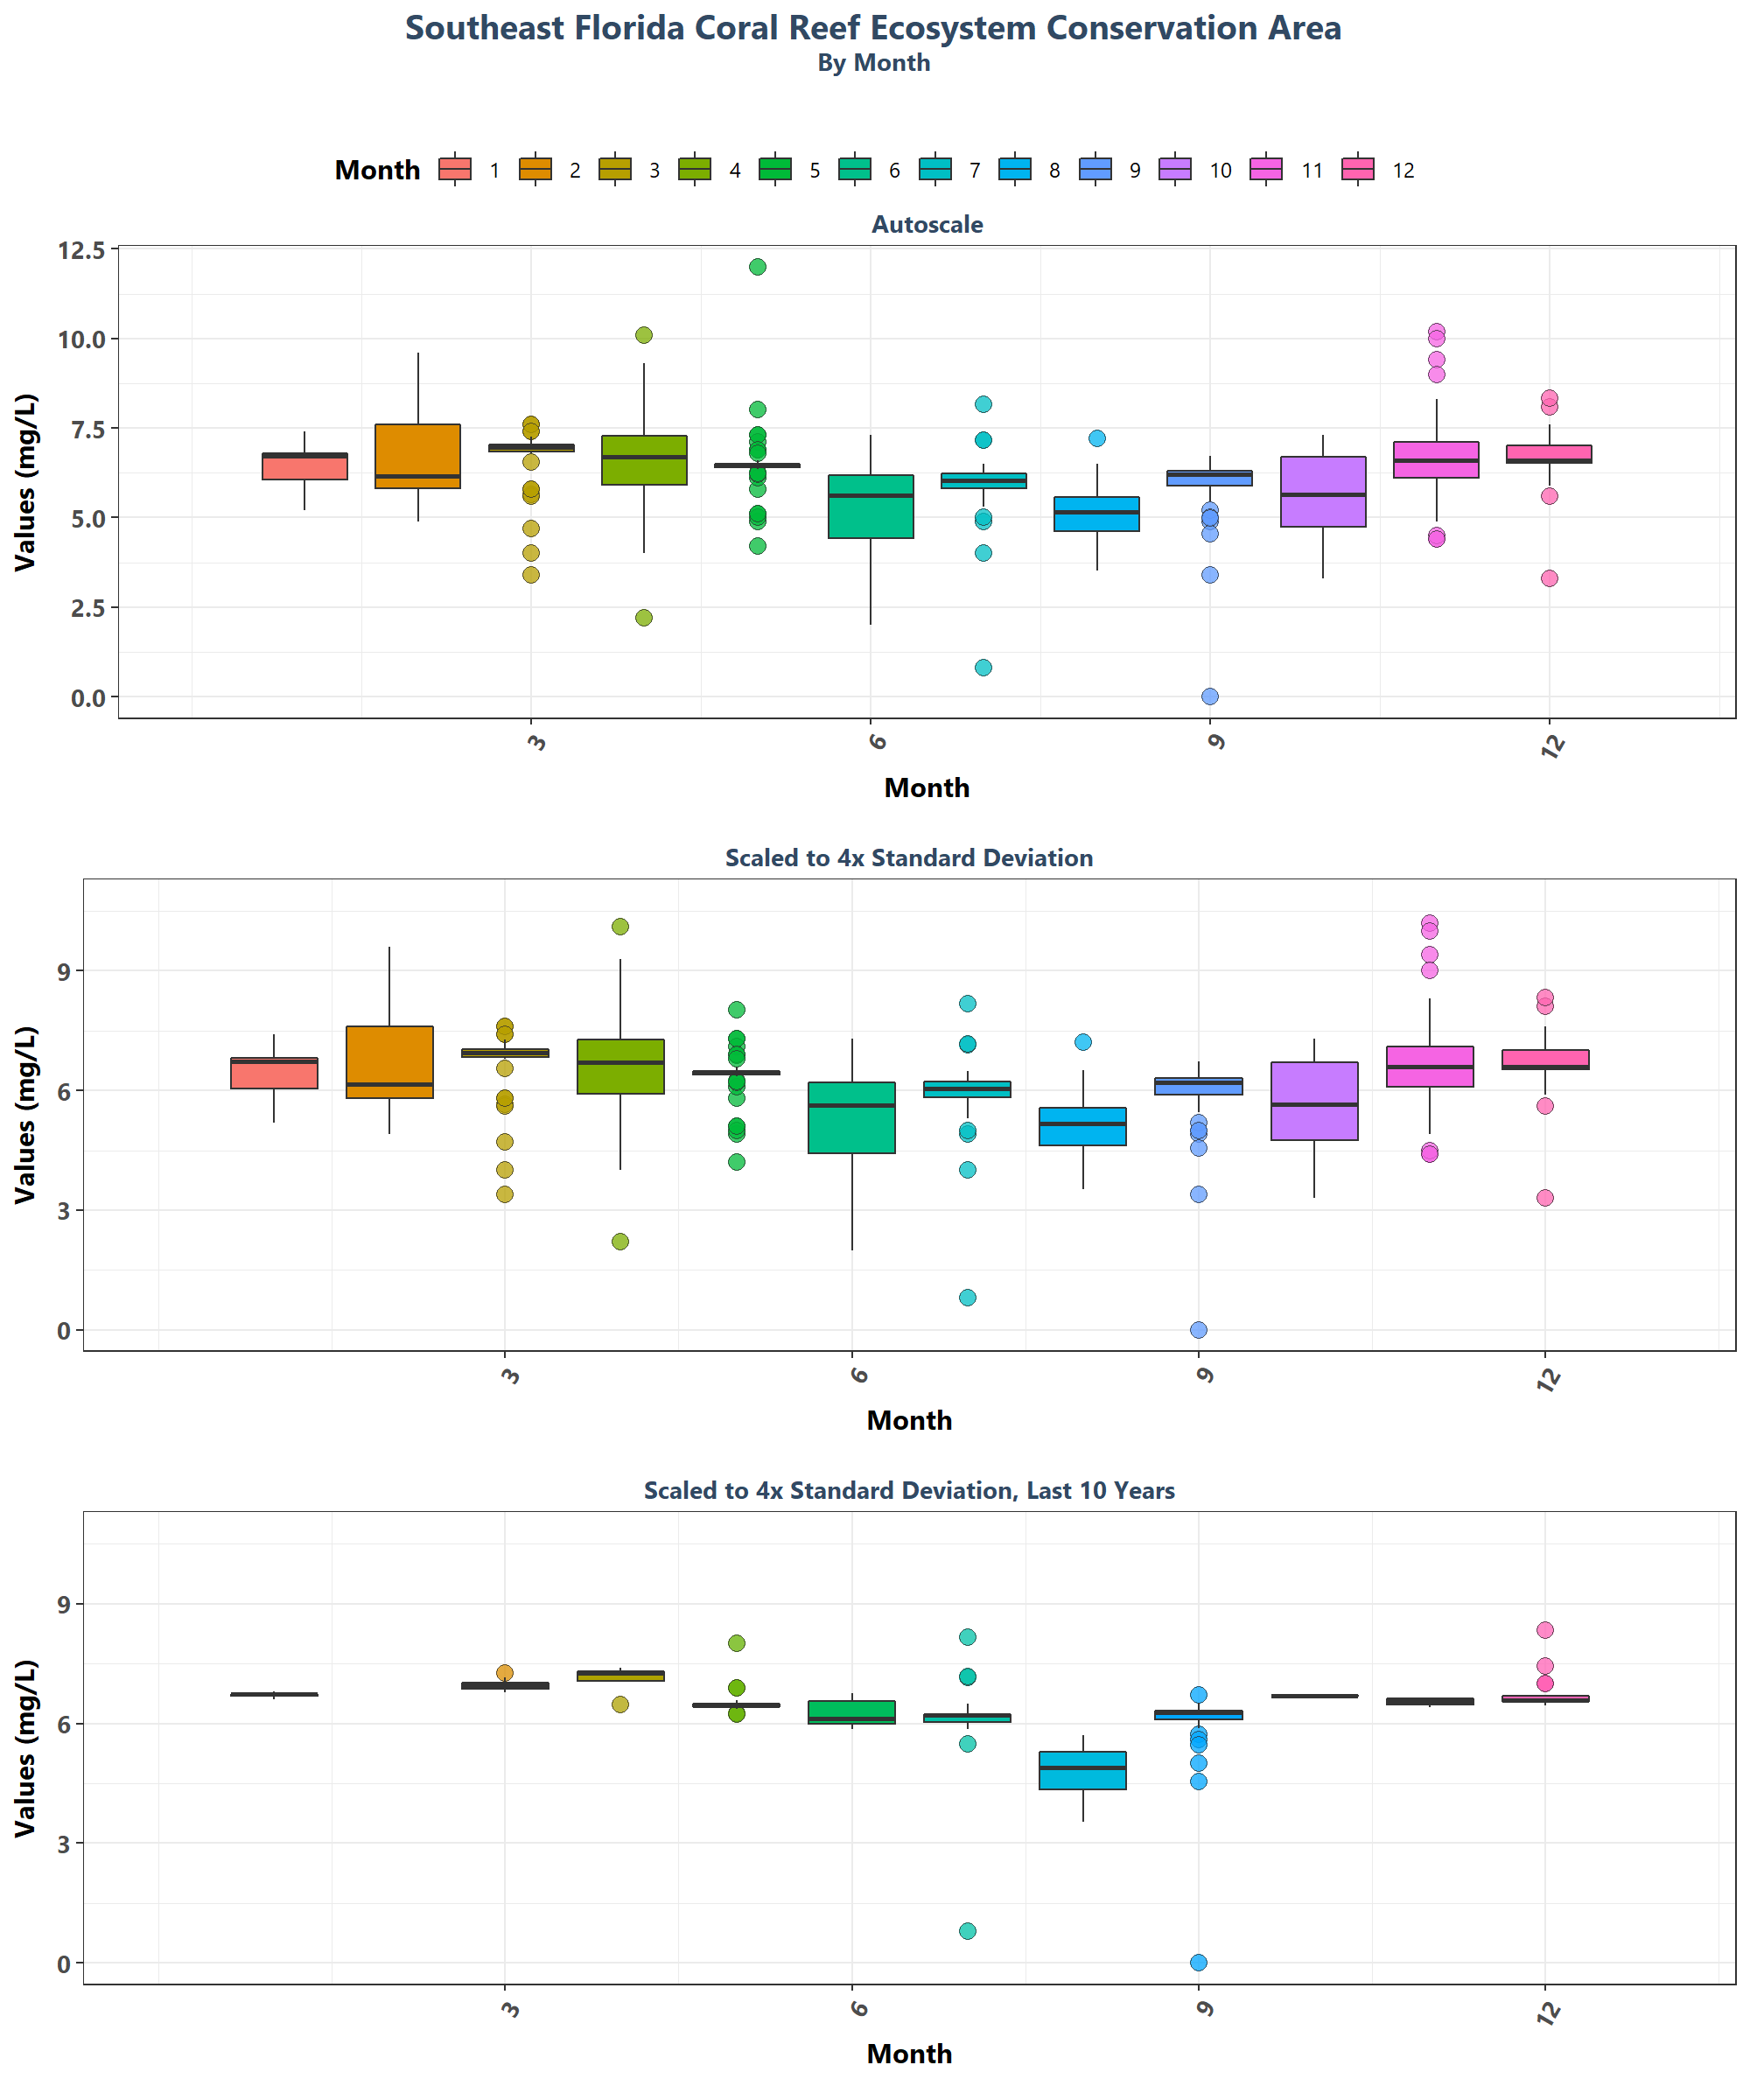 Southeast Florida Coral Reef Ecosystem Conservation Area
By Month
Month 1 2 3 4 5 6 7 8 9 10 11 12
Autoscale
12.5
10.0
7.5
5.0
2.5
0.0
Values (mg/L)
3 6 9 12
Month
Scaled to 4x Standard Deviation
9
6
3
0
Values (mg/L)
3 6 9 12
Month
Scaled to 4x Standard Deviation, Last 10 Years
9
6
3
0
Values (mg/L)
3 6 9 12
Month